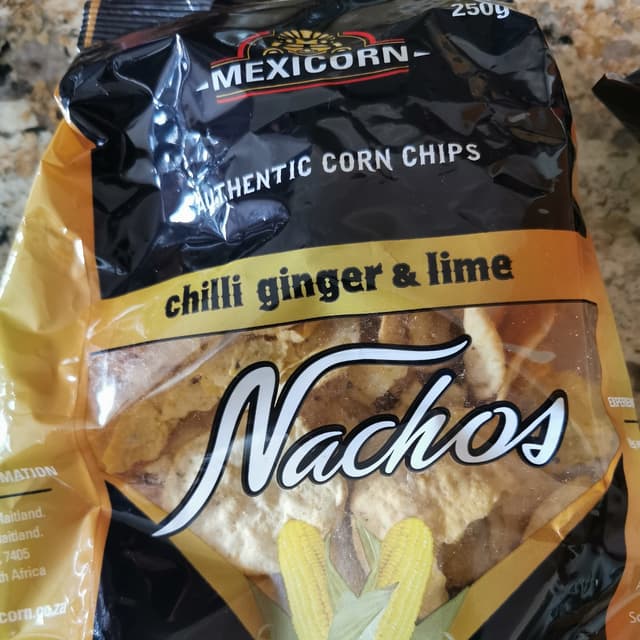 250g
MEXICORN
AUTHENTIC CORN CHIPS
chilli ginger & lime
Nachos
MATION
Maitland
aitland
7405
h Africa
corn.co.za